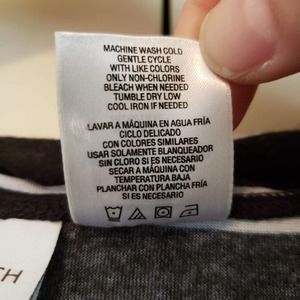 MACHINE WASH COLD
GENTLE CYCLE
WITH LIKE COLORS
ONLY NON-CHLORINE
BLEACH WHEN NEEDED
TUMBLE DRY LOW
COOL IRON IF NEEDED
LAVAR A MÁQUINA EN AGUA FRÍA
CICLO DELICADO
CON COLORES SIMILARES
USAR SOLAMENTE BLANQUEADOR
SIN CLORO SI ES NECESARIO
SECAR A MÁQUINA CON
TEMPERATURA BAJA
PLANCHAR CON PLANCHA FRÍA
SI ES NECESARIO